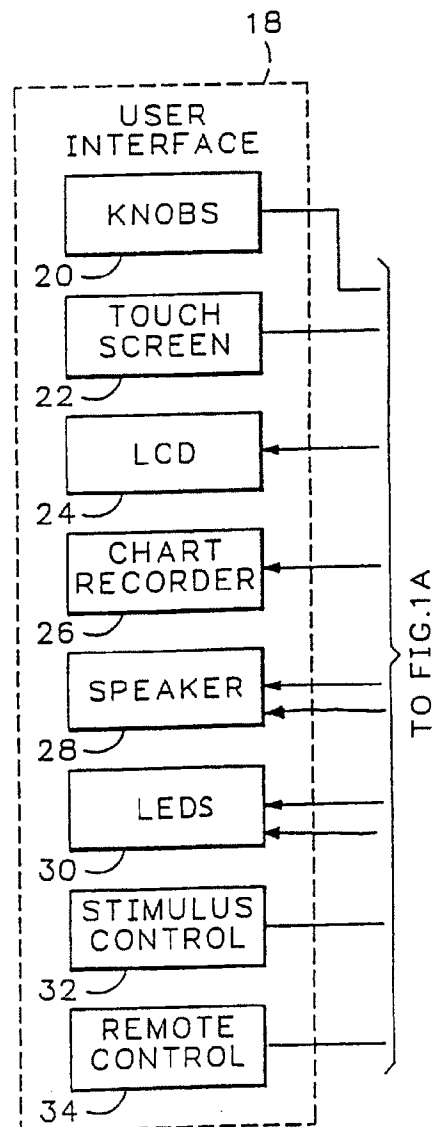 18
USER
INTERFACE
KNOBS
20
TOUCH
SCREEN
22
LCD
24
CHART
RECORDER
26
SPEAKER
28
LEDS
30
STIMULUS
CONTROL
32
REMOTE
CONTROL
34
TO FIG.1A